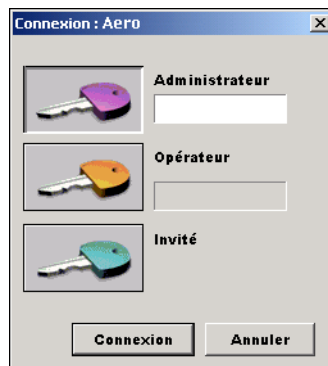 Connexion : Aero
Administrateur
Opérateur
Invité
Connexion
Annuler